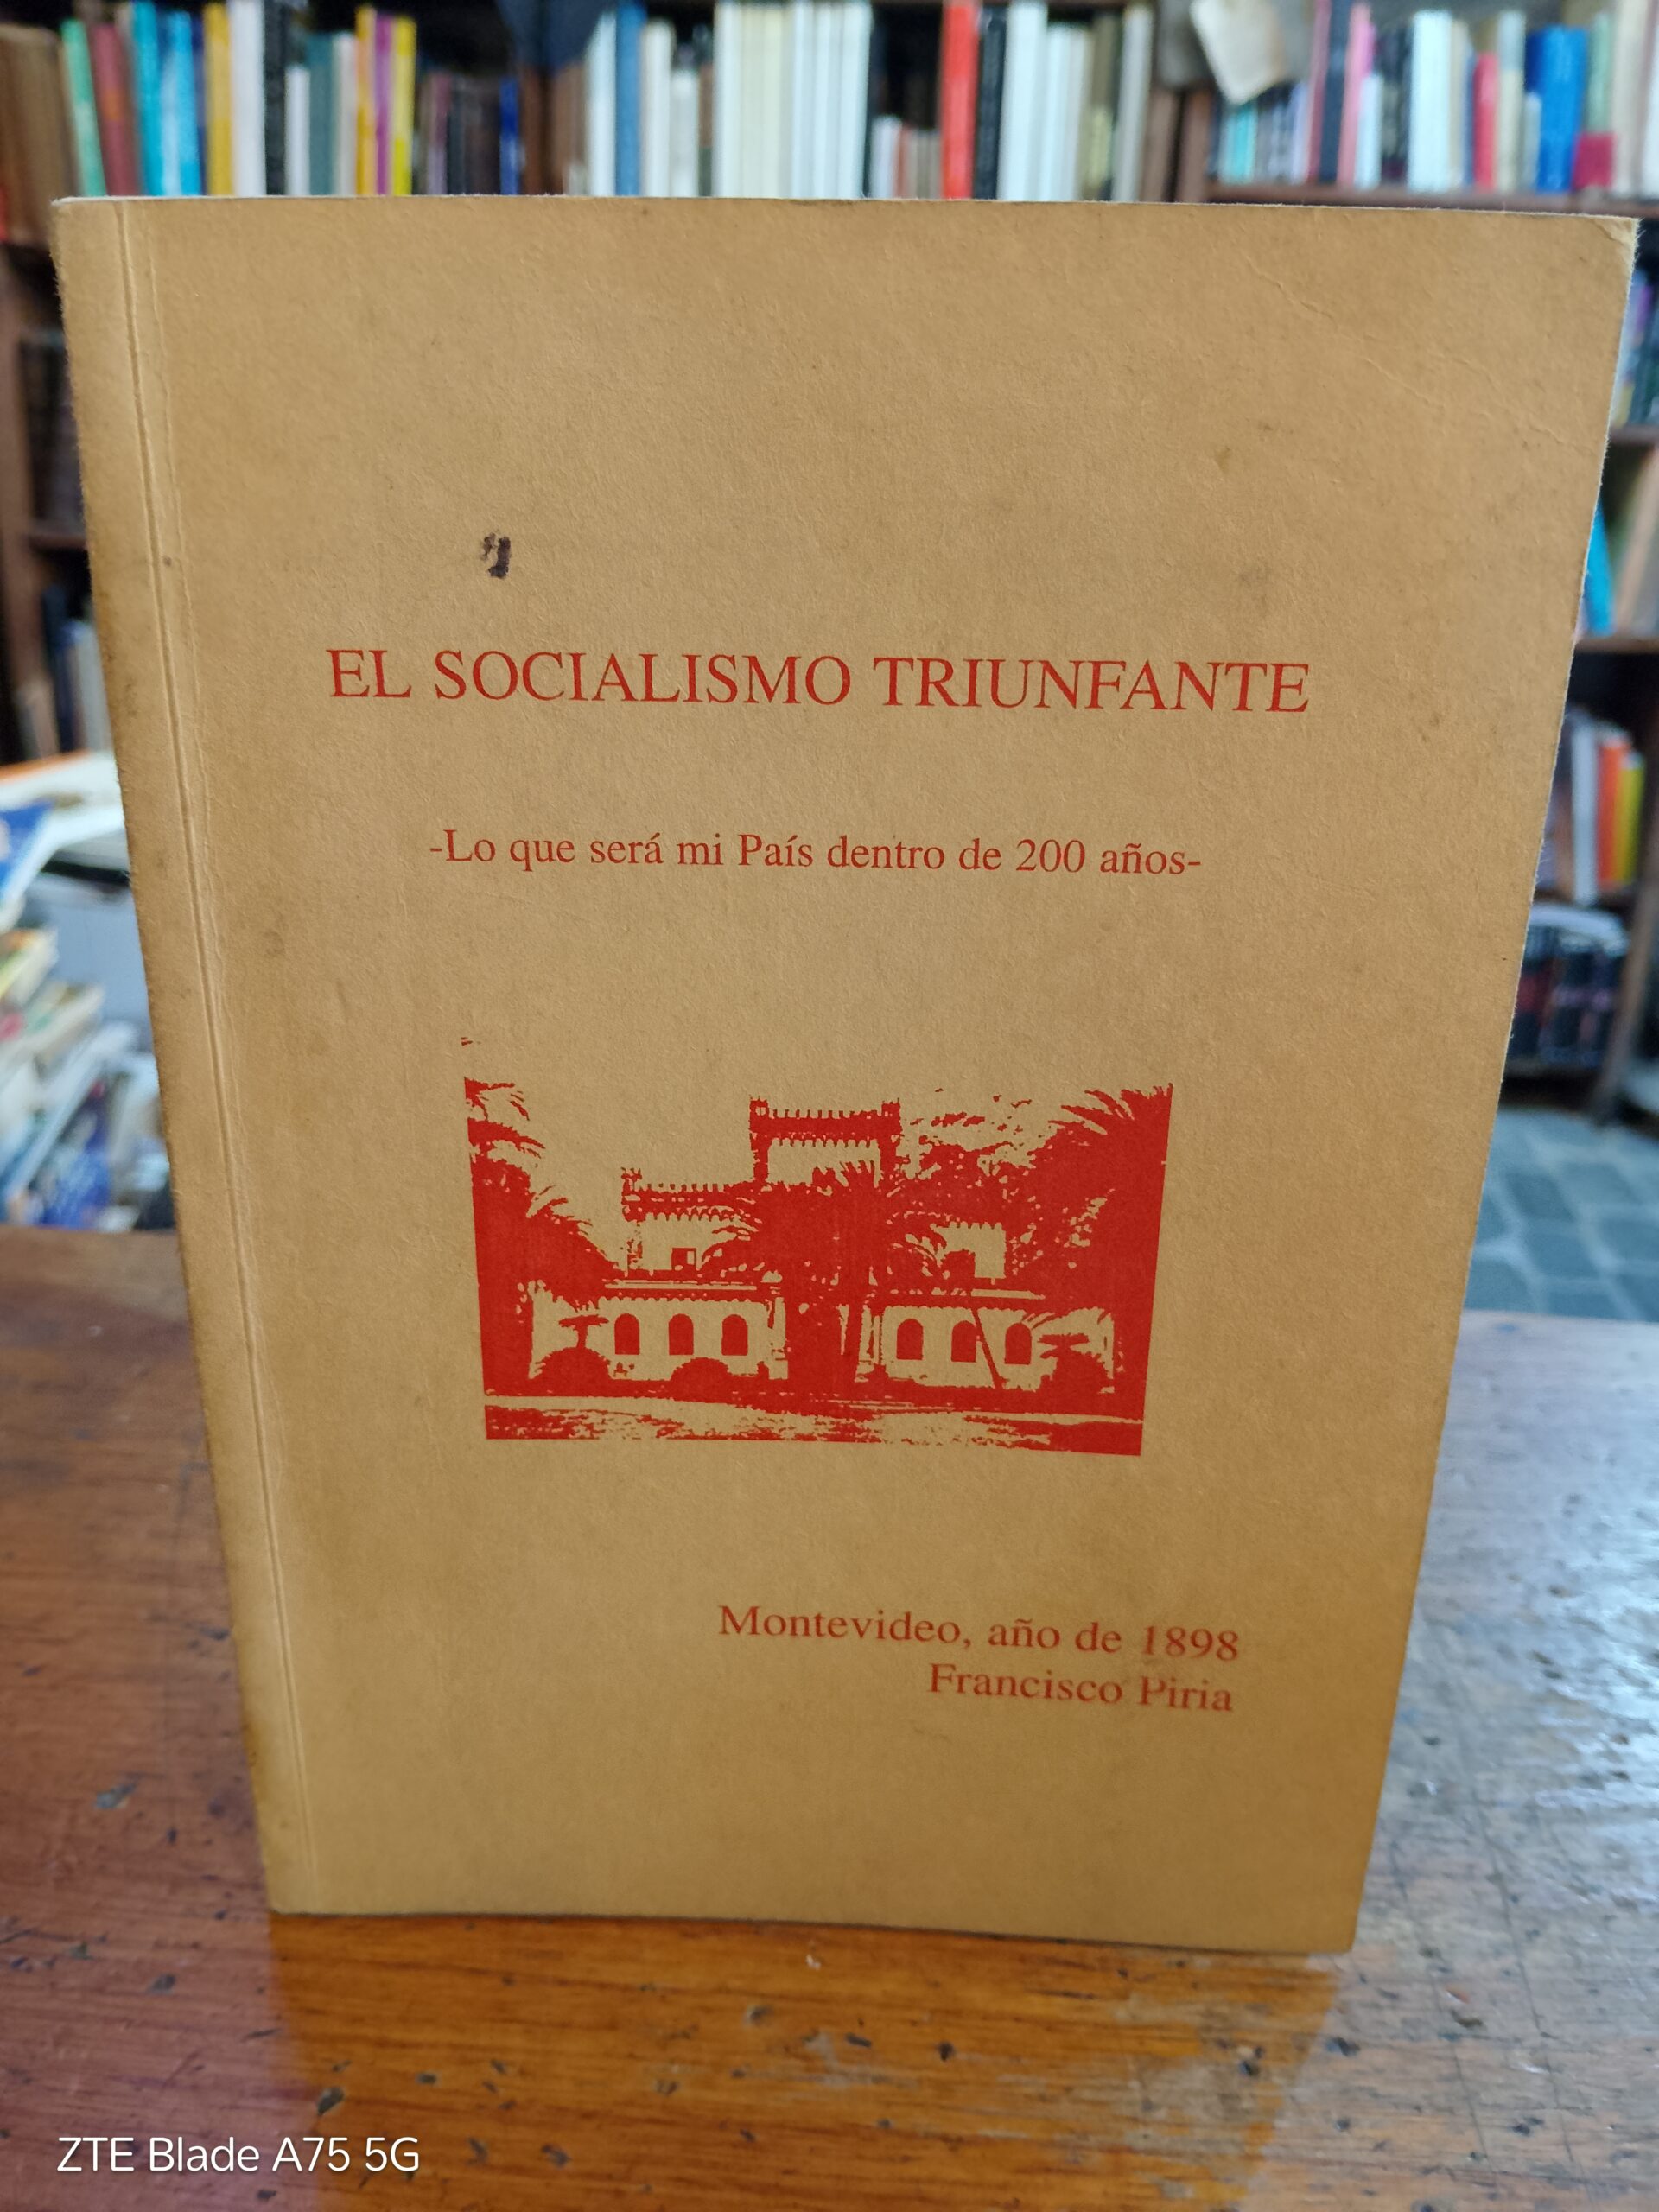 EL SOCIALISMO TRIUNFANTE
-Lo que será mi País dentro de 200 años-
Montevideo, año de 1898
Francisco Piria
ZTE Blade A75 5G